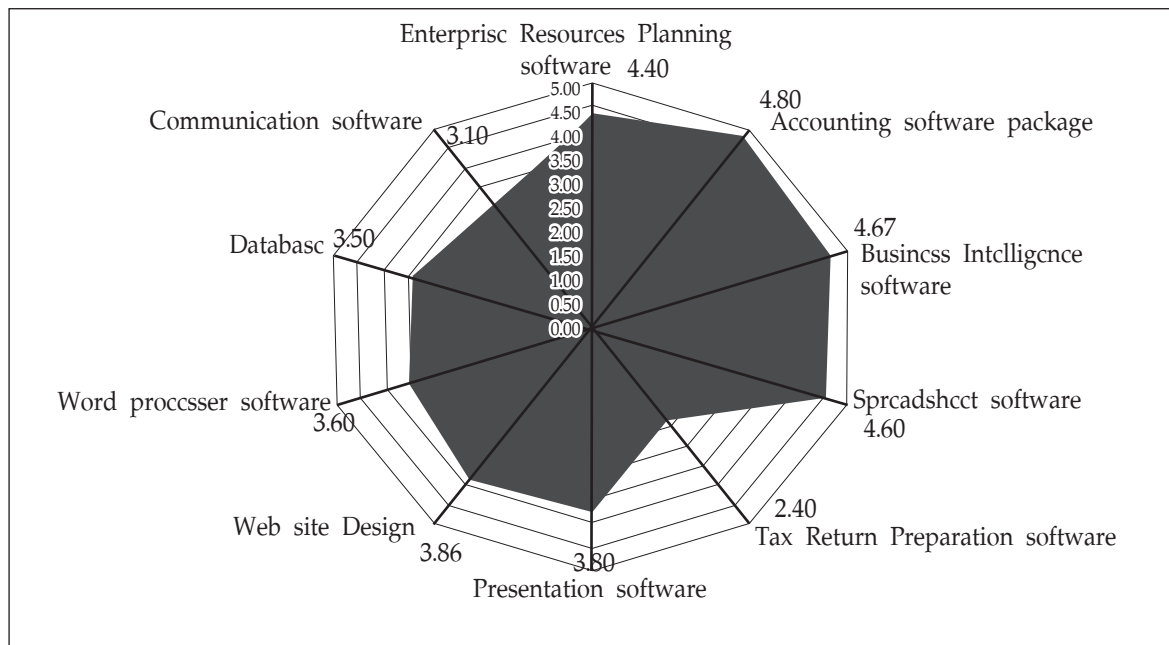 Enterprisc Resources Planning
software
4.40
5.00
4.50
4.00
3.50
3.00
2.50
2.00
1.50
1.00
0.50
0.00
4.80
Accounting software package
4.67
Busincss Intclligcnce
software
Sprcadshcct software
4.60
2.40
Tax Return Preparation software
3.80
Presentation software
Web site Design
3.86
Word proccsser software
3.60
Databasc
3.50
Communication software
3.10